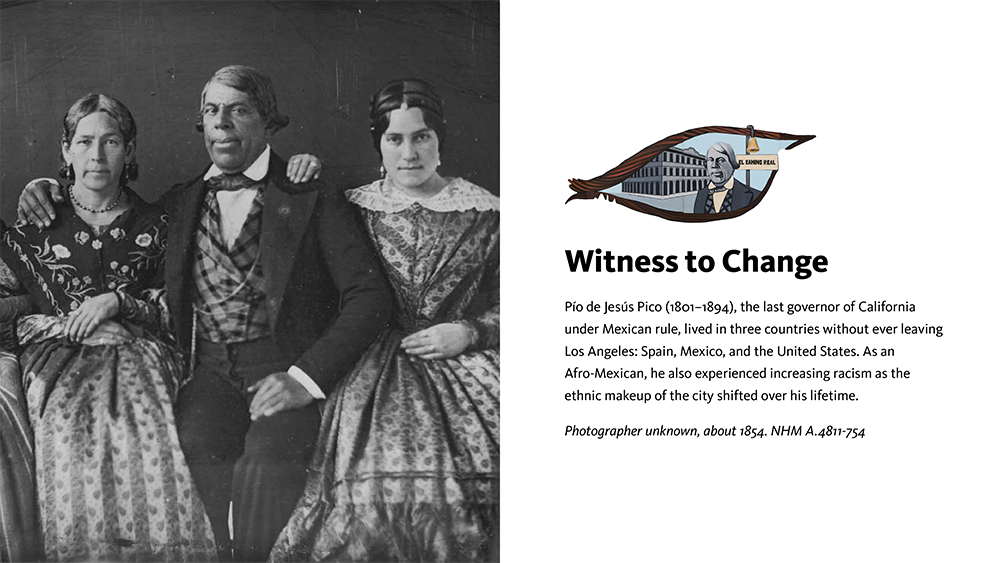 EL CAMINO REAL
Witness to Change
Pío de Jesús Pico (1801–1894), the last governor of California
under Mexican rule, lived in three countries without ever leaving
Los Angeles: Spain, Mexico, and the United States. As an
Afro-Mexican, he also experienced increasing racism as the
ethnic makeup of the city shifted over his lifetime.
Photographer unknown, about 1854. NHM A.4811-754